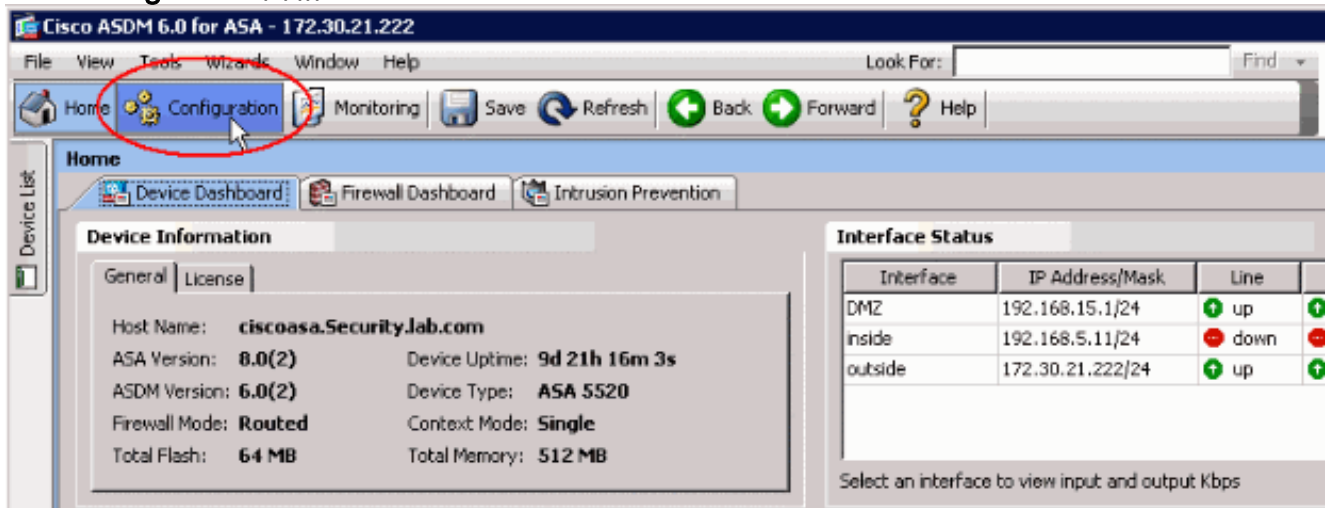 Cisco ASDM 6.0 for ASA - 172.30.21.222
File View Tools Wizards Window Help Look For: Find
Home Configuration Monitoring Save Refresh Back Forward Help
Device List
Home
Device Dashboard Firewall Dashboard Intrusion Prevention
Device Information
General License
Host Name: ciscoasa.Security.lab.com
ASA Version: 8.0(2) Device Uptime: 9d 21h 16m 3s
ASDM Version: 6.0(2) Device Type: ASA 5520
Firewall Mode: Routed Context Mode: Single
Total Flash: 64 MB Total Memory: 512 MB
Interface Status
Interface IP Address/Mask Line
DMZ 192.168.15.1/24 up
inside 192.168.5.11/24 down
outside 172.30.21.222/24 up
Select an interface to view input and output Kbps